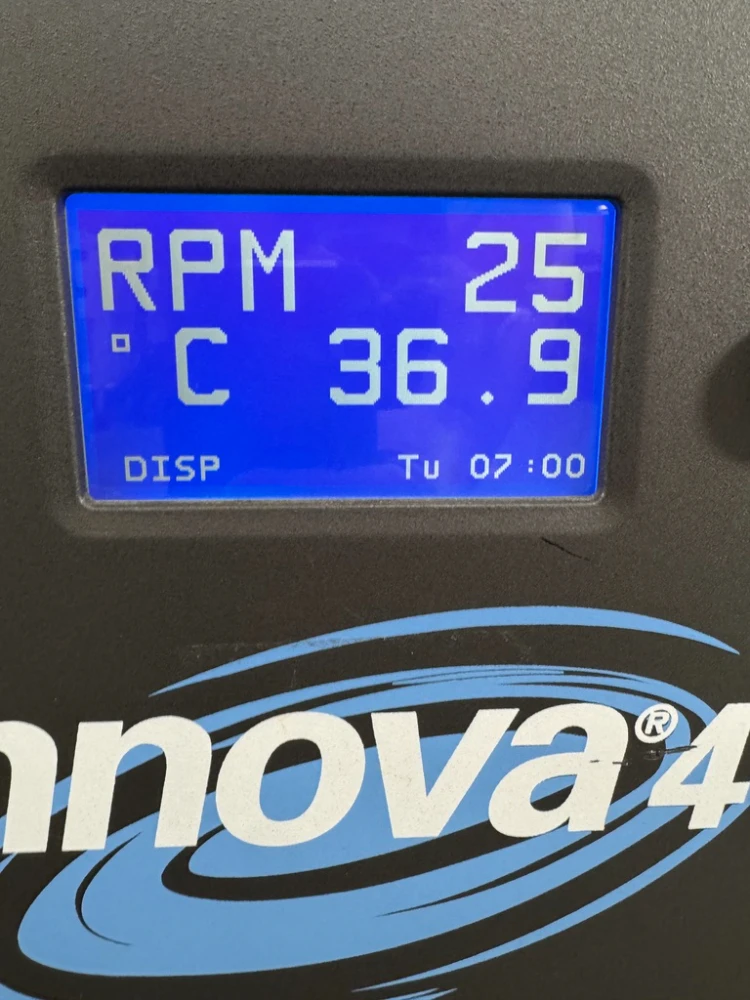 RPM 25
°C 36.9
DISP Tu 07:00
nnova® 4